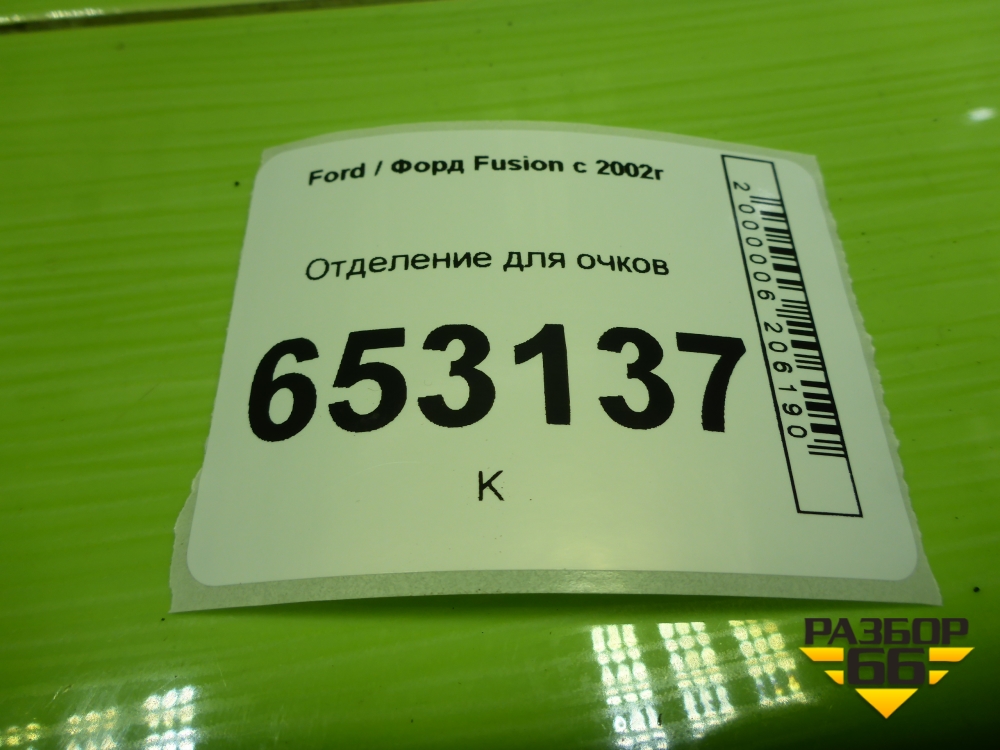 Ford / Форд Fusion с 2002г
Отделение для очков
653137
К
2000006206190
РАЗБОР
66